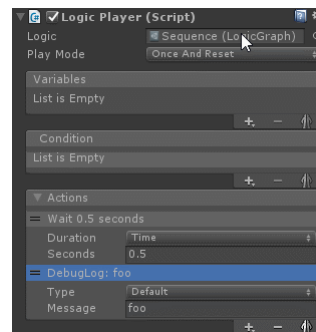 Logic Player (Script)
Logic Sequence (LogicGraph)
Play Mode Once And Reset
Variables
List is Empty
Condition
List is Empty
Actions
Wait 0.5 seconds
Duration Time
Seconds 0.5
DebugLog: foo
Type Default
Message foo